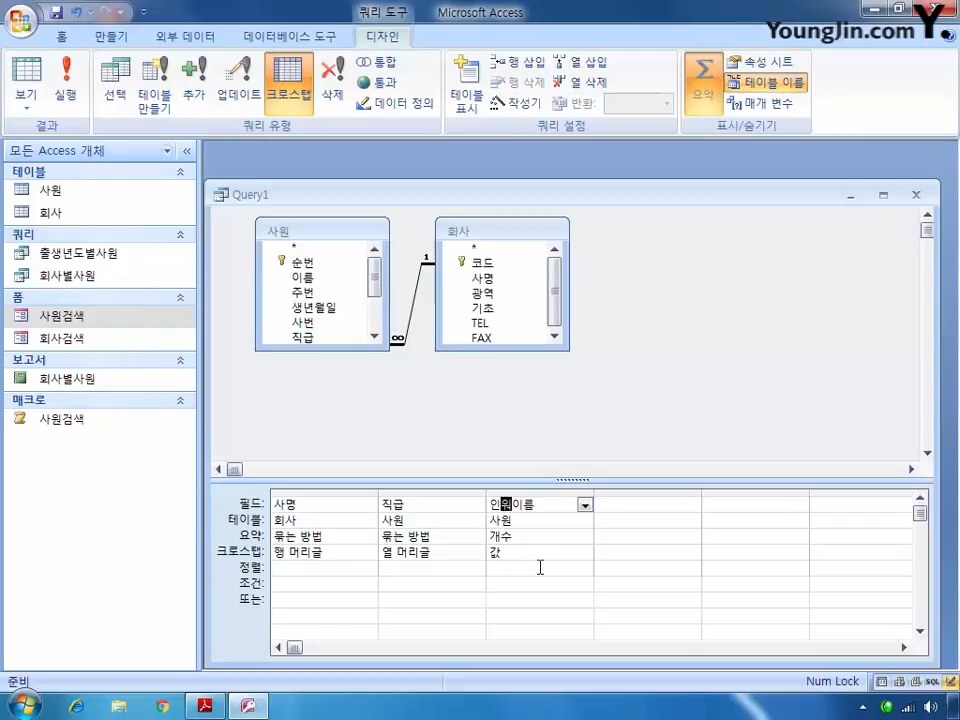 쿼리 도구
Microsoft Access
YoungJin.com Y.
홈
만들기
외부 데이터
데이터베이스 도구
디자인
보기
실행
결과
선택
테이블
만들기
추가
업데이트
크로스탭
삭제
통합
통과
데이터 정의
쿼리 유형
테이블
표시
행 삽입
행 삭제
작성기
열 삽입
열 삭제
반환:
쿼리 설정
요약
속성 시트
테이블 이름
매개 변수
표시/숨기기
모든 Access 개체
테이블
사원
회사
쿼리
출생년도별사원
회사별사원
폼
사원검색
회사검색
보고서
회사별사원
매크로
사원검색
Query1
사원
*
순번
이름
주번
생년월일
사번
직급
1
∞
회사
*
코드
사명
광역
기초
TEL
FAX
필드: 사명 직급 인원이름
테이블: 회사 사원 사원
요약: 묶는 방법 묶는 방법 개수
크로스탭: 행 머리글 열 머리글 값
정렬:
조건:
또는:
준비
Num Lock
SQL